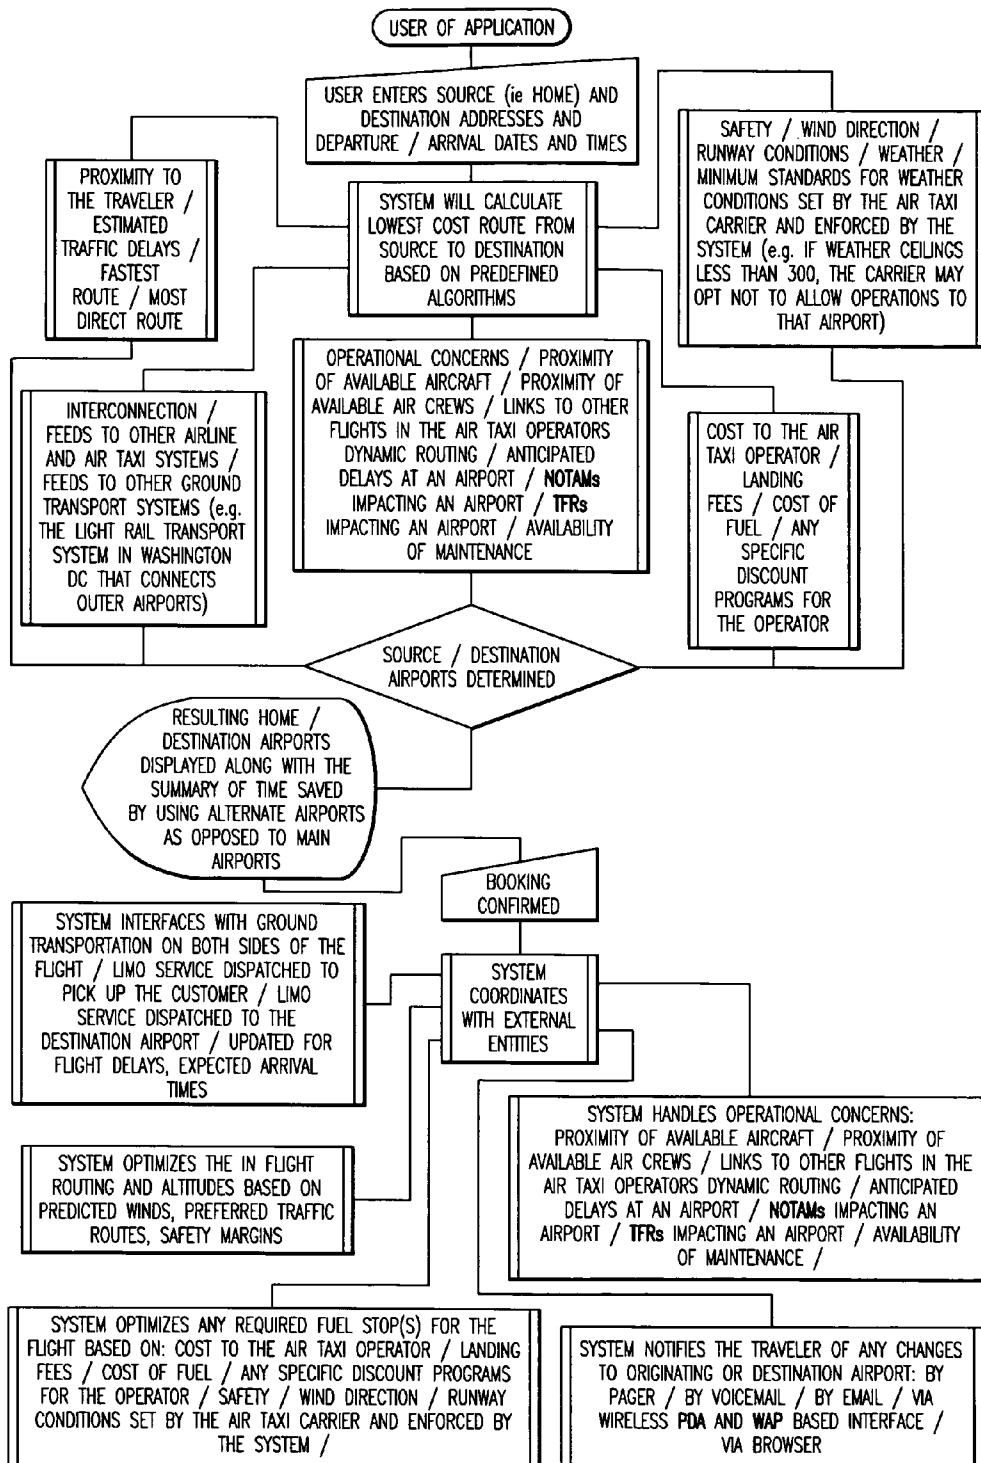 USER OF APPLICATION
USER ENTERS SOURCE (ie HOME) AND
DESTINATION ADDRESSES AND
DEPARTURE / ARRIVAL DATES AND TIMES
PROXIMITY TO
THE TRAVELER /
ESTIMATED
TRAFFIC DELAYS /
FASTEST
ROUTE / MOST
DIRECT ROUTE
SYSTEM WILL CALCULATE
LOWEST COST ROUTE FROM
SOURCE TO DESTINATION
BASED ON PREDEFINED
ALGORITHMS
SAFETY / WIND DIRECTION /
RUNWAY CONDITIONS / WEATHER /
MINIMUM STANDARDS FOR WEATHER
CONDITIONS SET BY THE AIR TAXI
CARRIER AND ENFORCED BY THE
SYSTEM (e.g. IF WEATHER CEILINGS
LESS THAN 300, THE CARRIER MAY
OPT NOT TO ALLOW OPERATIONS TO
THAT AIRPORT)
INTERCONNECTION /
FEEDS TO OTHER AIRLINE
AND AIR TAXI SYSTEMS /
FEEDS TO OTHER GROUND
TRANSPORT SYSTEMS (e.g.
THE LIGHT RAIL TRANSPORT
SYSTEM IN WASHINGTON
DC THAT CONNECTS
OUTER AIRPORTS)
OPERATIONAL CONCERNS / PROXIMITY
OF AVAILABLE AIRCRAFT / PROXIMITY OF
AVAILABLE AIR CREWS / LINKS TO OTHER
FLIGHTS IN THE AIR TAXI OPERATORS
DYNAMIC ROUTING / ANTICIPATED
DELAYS AT AN AIRPORT / NOTAMs
IMPACTING AN AIRPORT / TFRs
IMPACTING AN AIRPORT / AVAILABILITY
OF MAINTENANCE
COST TO THE AIR
TAXI OPERATOR /
LANDING
FEES / COST OF
FUEL / ANY
SPECIFIC
DISCOUNT
PROGRAMS FOR
THE OPERATOR
SOURCE / DESTINATION
AIRPORTS DETERMINED
RESULTING HOME /
DESTINATION AIRPORTS
DISPLAYED ALONG WITH THE
SUMMARY OF TIME SAVED
BY USING ALTERNATE AIRPORTS
AS OPPOSED TO MAIN
AIRPORTS
BOOKING
CONFIRMED
SYSTEM INTERFACES WITH GROUND
TRANSPORTATION ON BOTH SIDES OF THE
FLIGHT / LIMO SERVICE DISPATCHED TO
PICK UP THE CUSTOMER / LIMO
SERVICE DISPATCHED TO THE
DESTINATION AIRPORT / UPDATED FOR
FLIGHT DELAYS, EXPECTED ARRIVAL
TIMES
SYSTEM
COORDINATES
WITH EXTERNAL
ENTITIES
SYSTEM OPTIMIZES THE IN FLIGHT
ROUTING AND ALTITUDES BASED ON
PREDICTED WINDS, PREFERRED TRAFFIC
ROUTES, SAFETY MARGINS
SYSTEM HANDLES OPERATIONAL CONCERNS:
PROXIMITY OF AVAILABLE AIRCRAFT / PROXIMITY OF
AVAILABLE AIR CREWS / LINKS TO OTHER FLIGHTS IN THE
AIR TAXI OPERATORS DYNAMIC ROUTING / ANTICIPATED
DELAYS AT AN AIRPORT / NOTAMs IMPACTING AN
AIRPORT / TFRs IMPACTING AN AIRPORT / AVAILABILITY
OF MAINTENANCE /
SYSTEM OPTIMIZES ANY REQUIRED FUEL STOP(S) FOR THE
FLIGHT BASED ON: COST TO THE AIR TAXI OPERATOR / LANDING
FEES / COST OF FUEL / ANY SPECIFIC DISCOUNT PROGRAMS
FOR THE OPERATOR / SAFETY / WIND DIRECTION / RUNWAY
CONDITIONS SET BY THE AIR TAXI CARRIER AND ENFORCED BY
THE SYSTEM /
SYSTEM NOTIFIES THE TRAVELER OF ANY CHANGES
TO ORIGINATING OR DESTINATION AIRPORT: BY
PAGER / BY VOICEMAIL / BY EMAIL / VIA
WIRELESS PDA AND WAP BASED INTERFACE /
VIA BROWSER